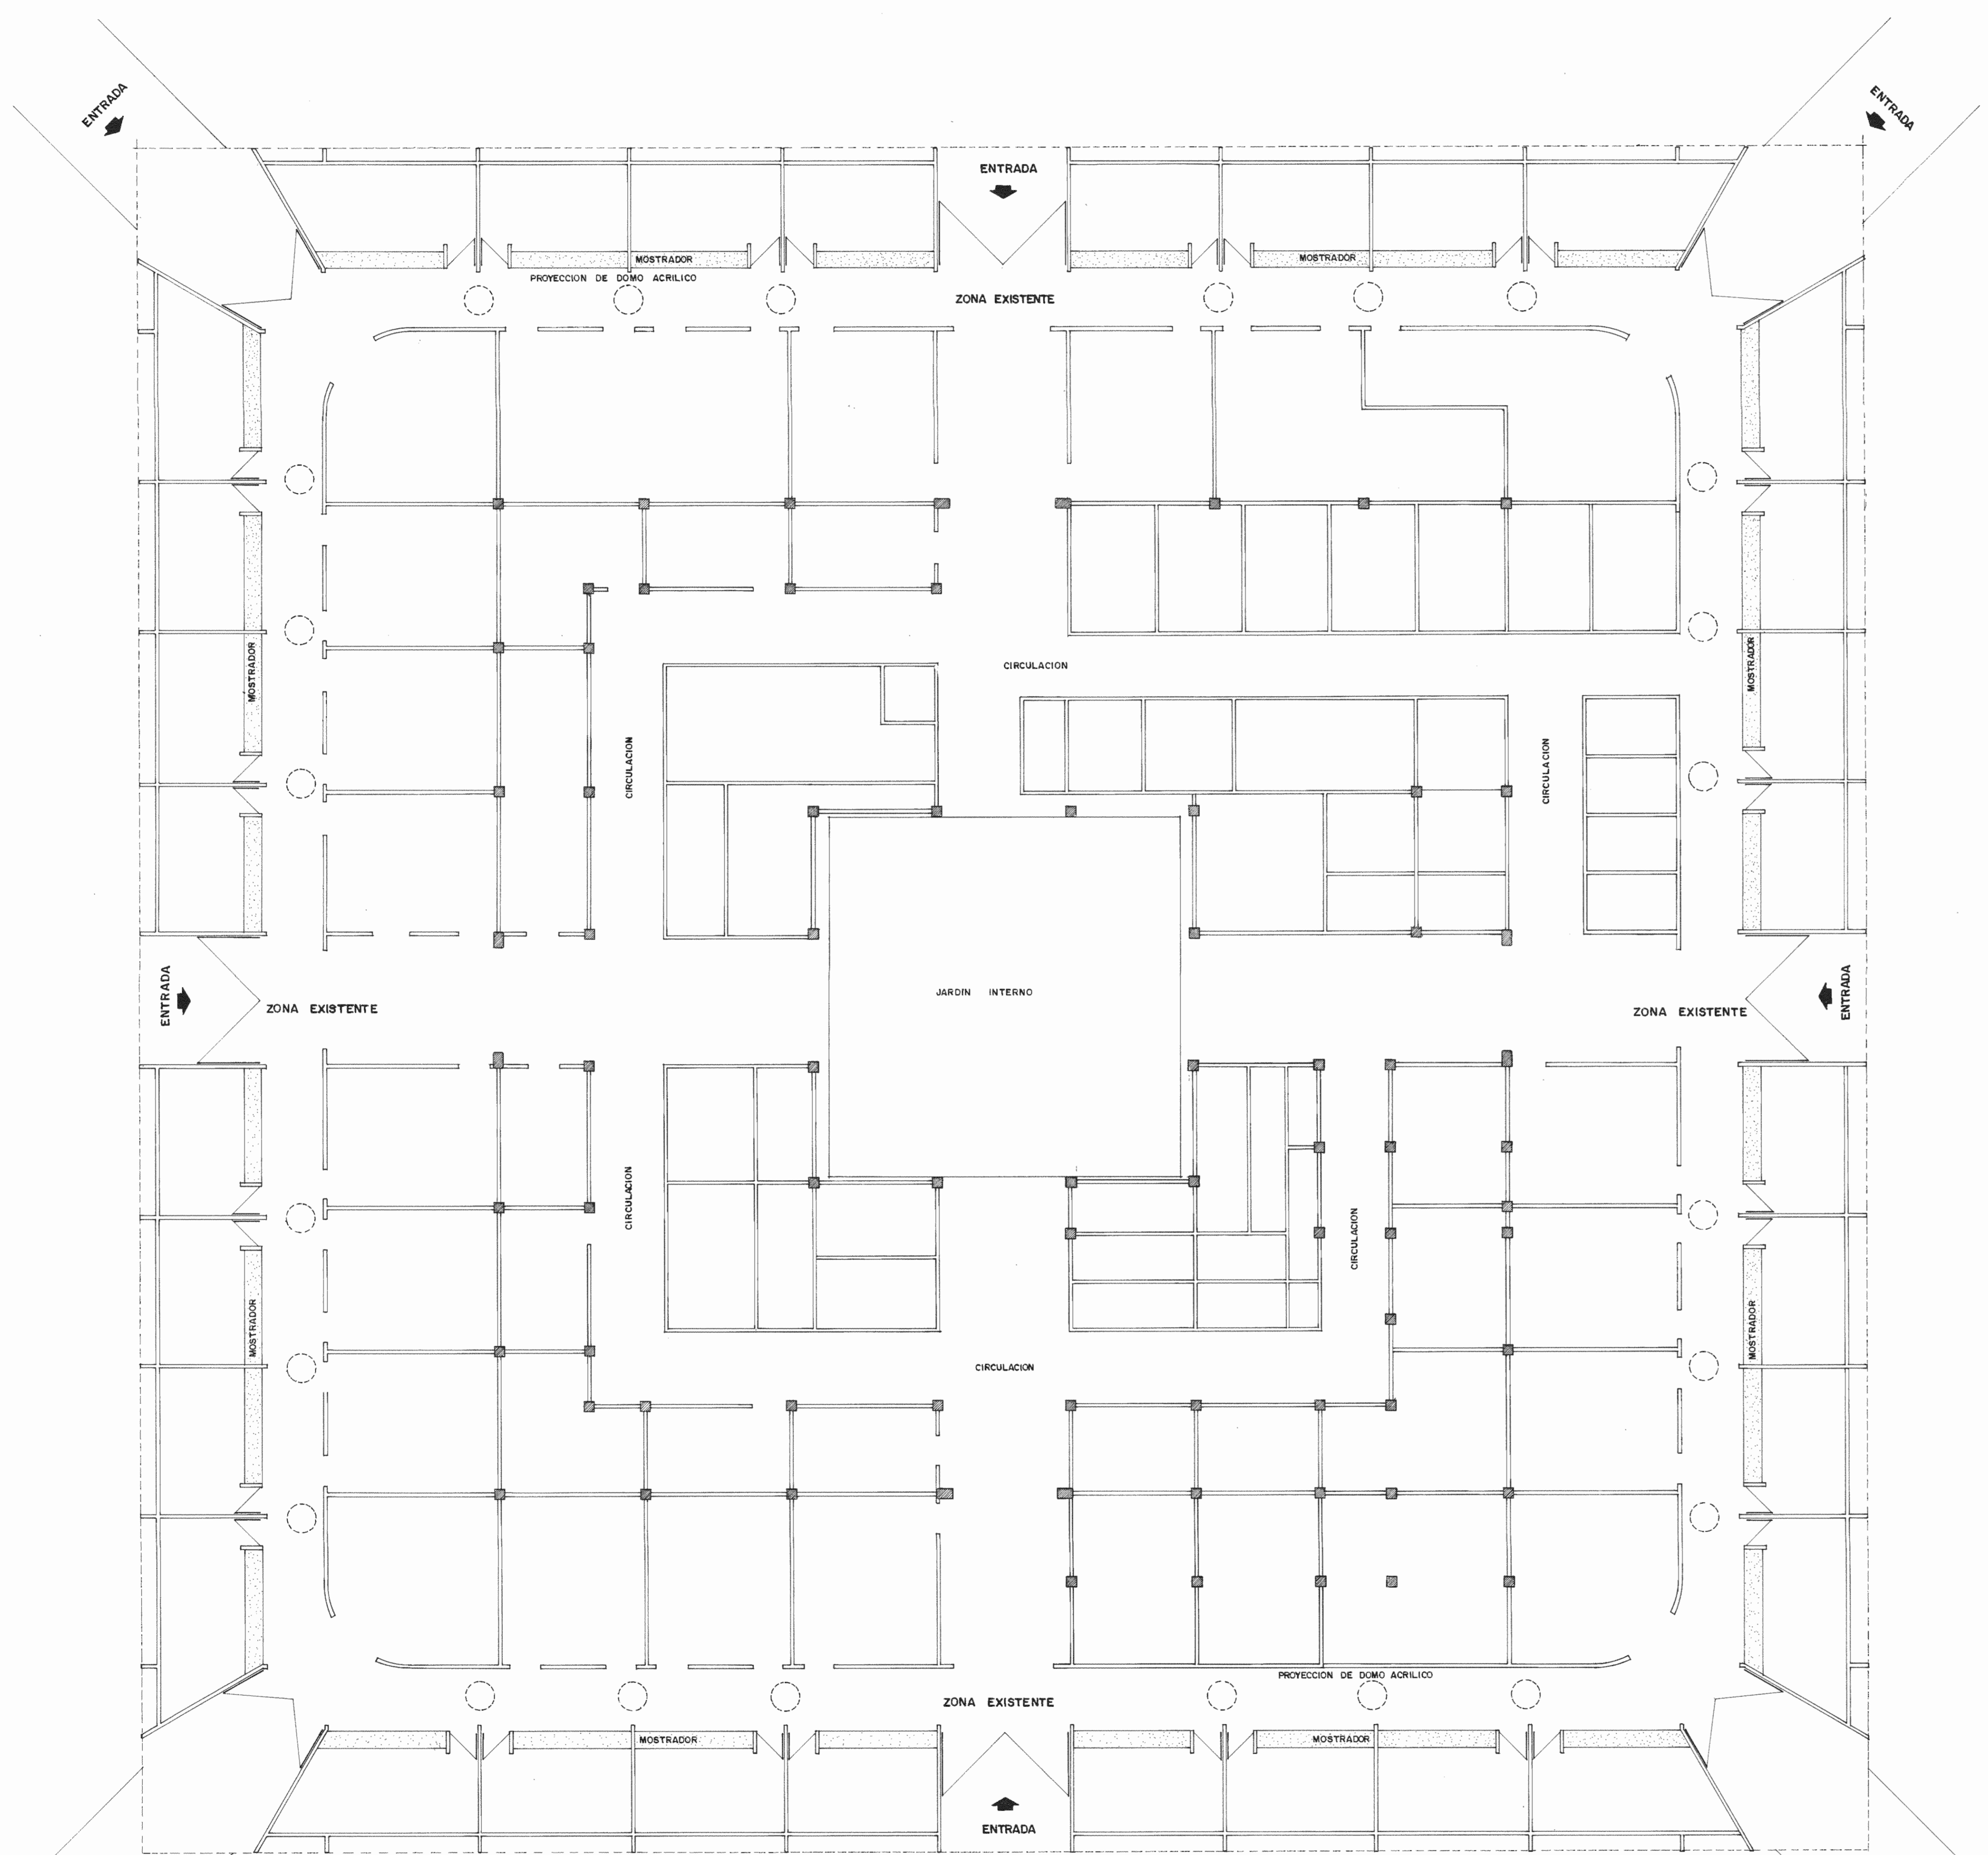 ENTRADA
ENTRADA
ENTRADA
MOSTRADOR
MOSTRADOR
PROYECCION DE DOMO ACRILICO
ZONA EXISTENTE
MOSTRADOR
CIRCULACION
MOSTRADOR
CIRCULACION
CIRCULACION
ENTRADA
ZONA EXISTENTE
JARDIN INTERNO
ZONA EXISTENTE
ENTRADA
CIRCULACION
CIRCULACION
MOSTRADOR
CIRCULACION
MOSTRADOR
PROYECCION DE DOMO ACRILICO
ZONA EXISTENTE
MOSTRADOR
MOSTRADOR
ENTRADA